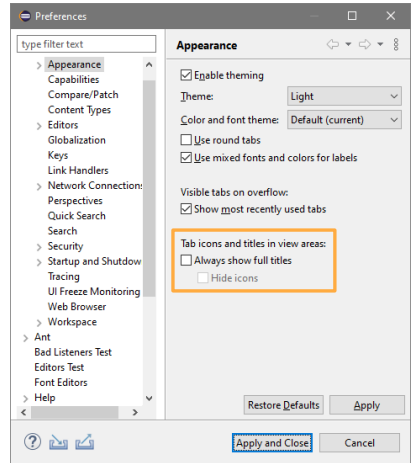 Preferences
type filter text
Appearance
Capabilities
Compare/Patch
Content Types
Editors
Globalization
Keys
Link Handlers
Network Connections
Perspectives
Quick Search
Search
Security
Startup and Shutdow
Tracing
UI Freeze Monitoring
Web Browser
Workspace
Ant
Bad Listeners Test
Editors Test
Font Editors
Help
Appearance
Enable theming
Theme: Light
Color and font theme: Default (current)
Use round tabs
Use mixed fonts and colors for labels
Visible tabs on overflow:
Show most recently used tabs
Tab icons and titles in view areas:
Always show full titles
Hide icons
Restore Defaults Apply
Apply and Close Cancel